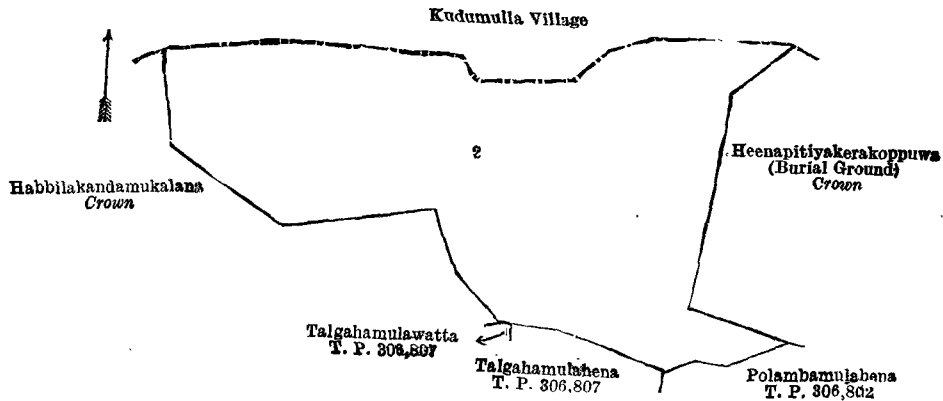 Kudumulla Village
2
Heenapitiyakerakoppuwa
(Burial Ground)
Crown
Habbilakandamukalana
Crown
Talgahamulawatta
T. P. 306,807
Talgahamulahena
T. P. 306,807
Polambamulahena
T. P. 306,802